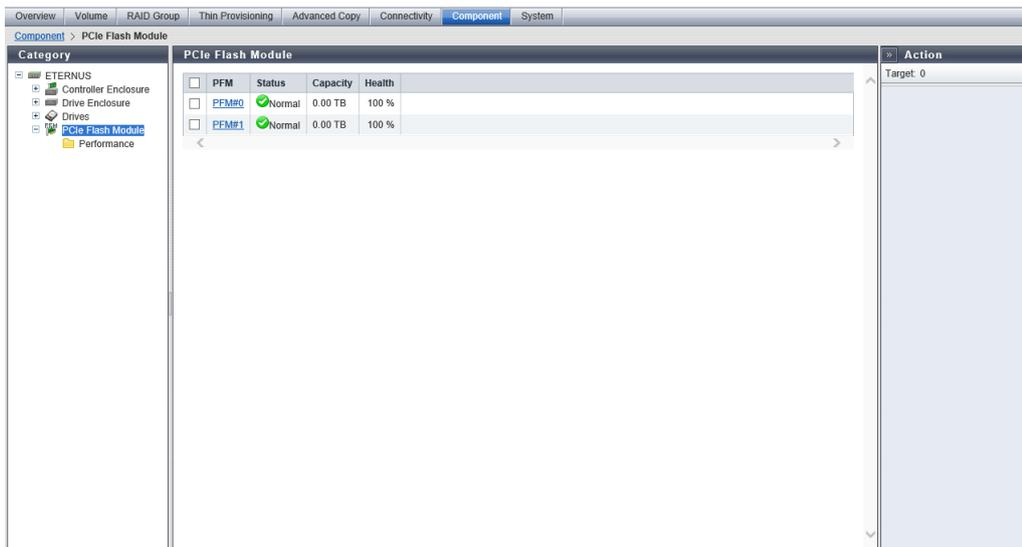 Overview Volume RAID Group Thin Provisioning Advanced Copy Connectivity Component System
Component > PCIe Flash Module
Category
ETERNUS
Controller Enclosure
Drive Enclosure
Drives
PCIe Flash Module
Performance
PCIe Flash Module
PFM Status Capacity Health
PFM#0 Normal 0.00 TB 100 %
PFM#1 Normal 0.00 TB 100 %
» Action
Target: 0